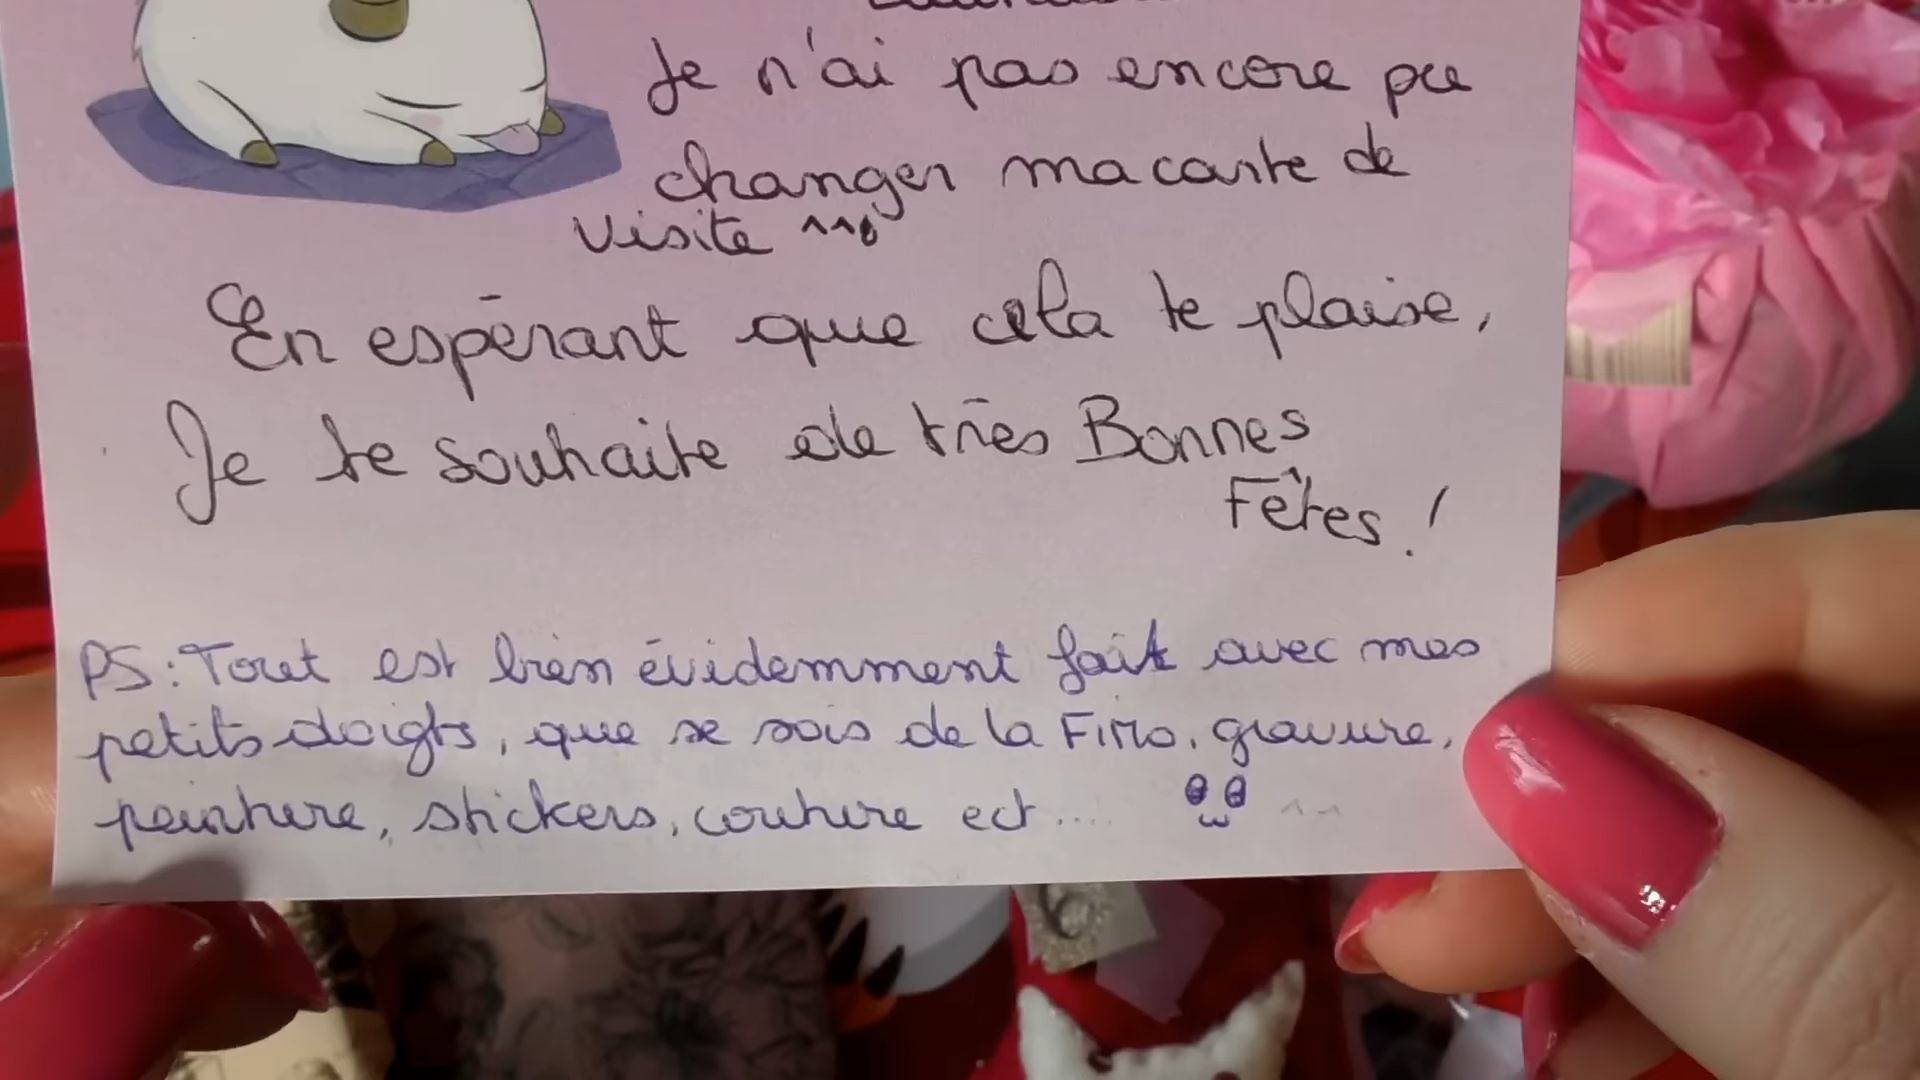 Je n'ai pas encore pu
changer ma carte de
visite ^^6
En espérant que cela te plaise,
Je te souhaite de très Bonnes
Fêtes !
PS: Tout est bien évidemment fait avec mes
petits doigts, que se sois de la Fimo, gravure,
peinture, stickers, couture ect.... ^^